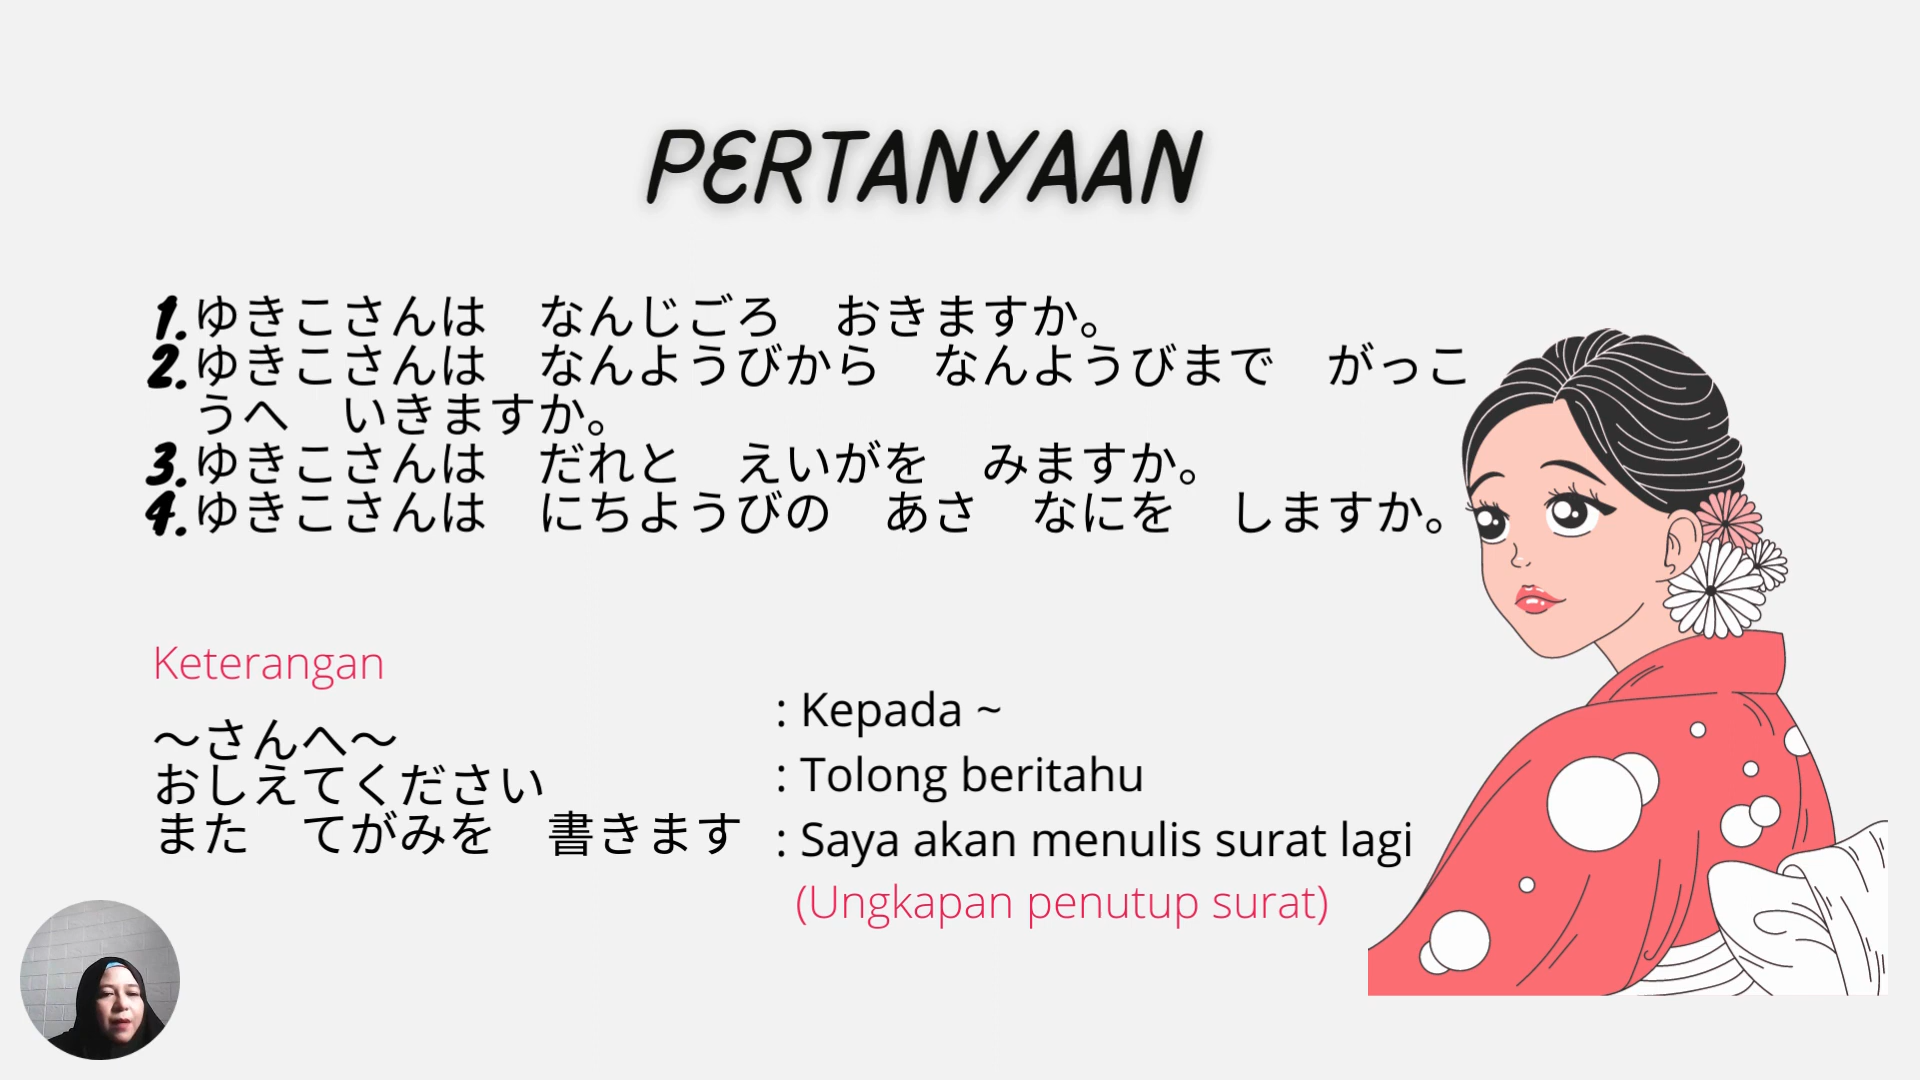 PERTANYAAN
1. ゆきこさんは　なんじごろ　おきますか。
2. ゆきこさんは　なんようびから　なんようびまで　がっこ
うへ　いきますか。
3. ゆきこさんは　だれと　えいがを　みますか。
4. ゆきこさんは　にちようびの　あさ　なにを　しますか。
Keterangan
～さんへ～ : Kepada ~
おしえてください : Tolong beritahu
また　てがみを　書きます : Saya akan menulis surat lagi
(Ungkapan penutup surat)